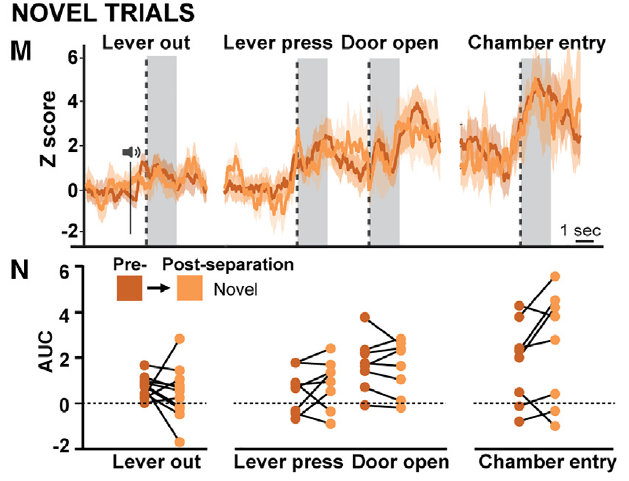 NOVEL TRIALS
M
Lever out Lever press Door open Chamber entry
Z score
6
4
2
0
-2
1 sec
N
Pre- Post-separation
Novel
AUC
6
4
2
0
-2
Lever out Lever press Door open Chamber entry